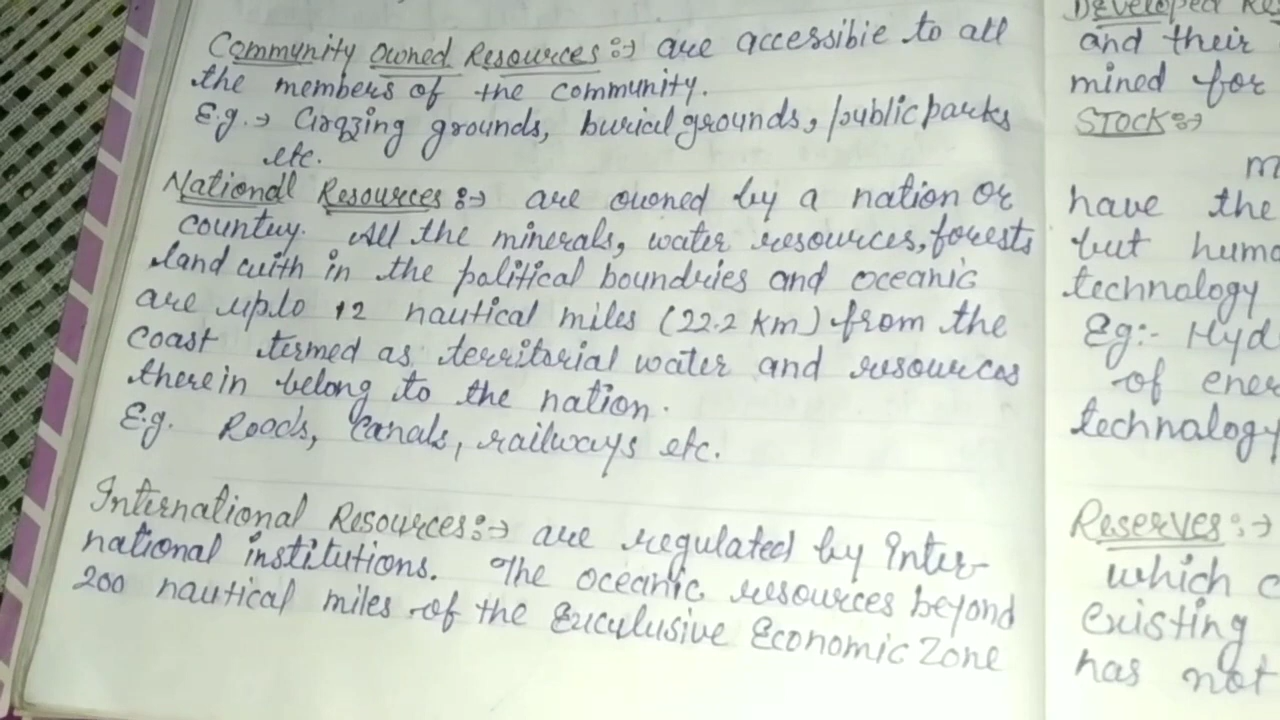 Community Owned Resources :→ are accessible to all
the members of the community.
E.g. → Grazing grounds, burial grounds, public parks
etc.
National Resources :→ are owned by a nation or
country. All the minerals, water resources, forests
land with in the political boundries and oceanic
are upto 12 nautical miles (22.2 km) from the
coast termed as territorial water and resources
therein belong to the nation.
E.g. Roads, Canals, railways etc.
International Resources :→ are regulated by Inter-
national institutions. The oceanic resources beyond
200 nautical miles of the Exculusive Economic Zone
Developed Res
and their
mined for
STOCK :→
m
have the
but huma
technology
Eg:- Hyd
of ener
technology
Reserves :→
which c
existing
has not